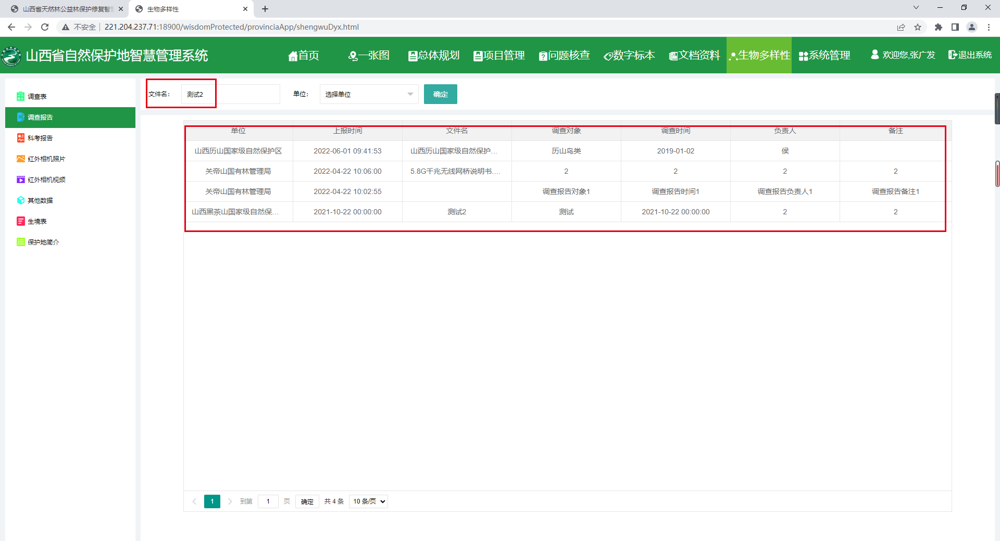 山西省天然林公益林保护修复智
生物多样性
不安全
221.204.237.71:18900/wisdomProtected/provinciaApp/shengwuDyx.html
山西省自然保护地智慧管理系统
首页
一张图
总体规划
项目管理
问题核查
数字标本
文档资料
生物多样性
系统管理
欢迎您,张广发
退出系统
调查表
调查报告
科考报告
红外相机照片
红外相机视频
其他数据
生境表
保护地简介
文件名： 测试2 单位： 选择单位 确定
单位 上报时间 文件名 调查对象 调查时间 负责人 备注
山西历山国家级自然保护区 2022-06-01 09:41:53 山西历山国家级自然保护... 历山鸟类 2019-01-02 侯
关帝山国有林管理局 2022-04-22 10:06:00 5.8G千兆无线网桥说明书.... 2 2 2 2
关帝山国有林管理局 2022-04-22 10:02:55 调查报告对象1 调查报告时间1 调查报告负责人1 调查报告备注1
山西黑茶山国家级自然保... 2021-10-22 00:00:00 测试2 测试 2021-10-22 00:00:00 2 2
1 到第 1 页 确定 共 4 条 10 条/页